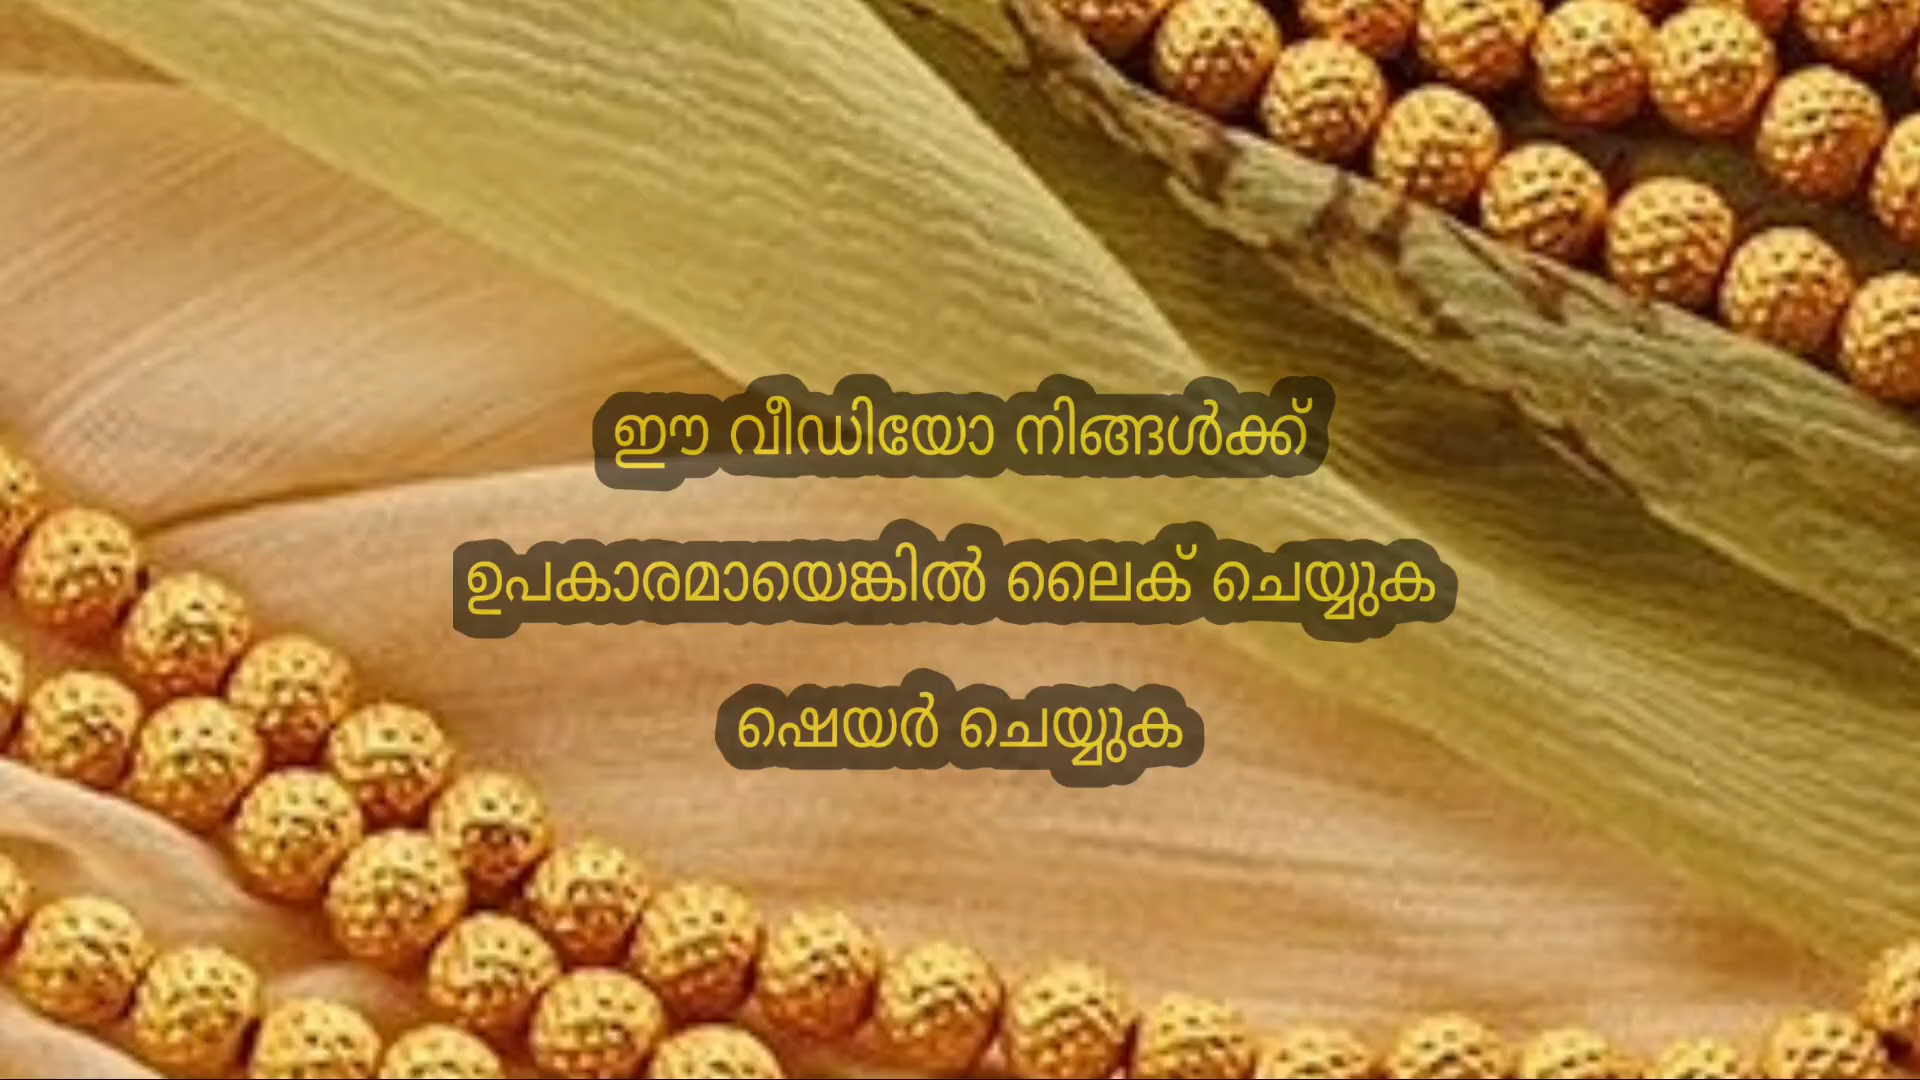 ഈ വീഡിയോ നിങ്ങൾക്ക്
ഉപകാരമായെങ്കിൽ ലൈക് ചെയ്യുക
ഷെയർ ചെയ്യുക